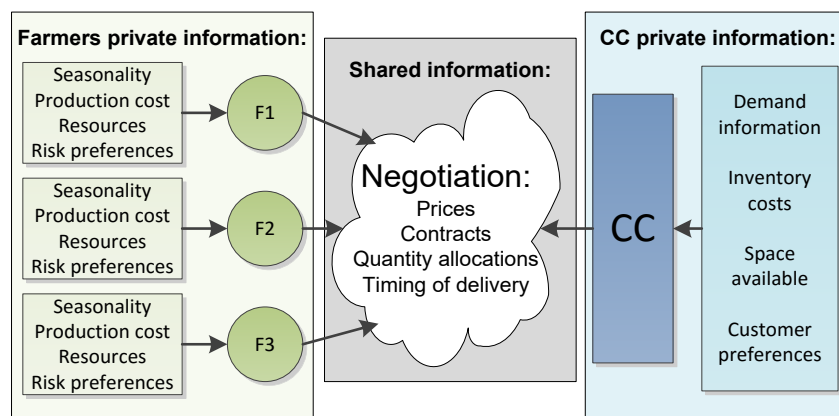 Farmers private information:
Seasonality
Production cost
Resources
Risk preferences
F1
Seasonality
Production cost
Resources
Risk preferences
F2
Seasonality
Production cost
Resources
Risk preferences
F3
Shared information:
Negotiation:
Prices
Contracts
Quantity allocations
Timing of delivery
CC private information:
CC
Demand
information
Inventory
costs
Space
available
Customer
preferences